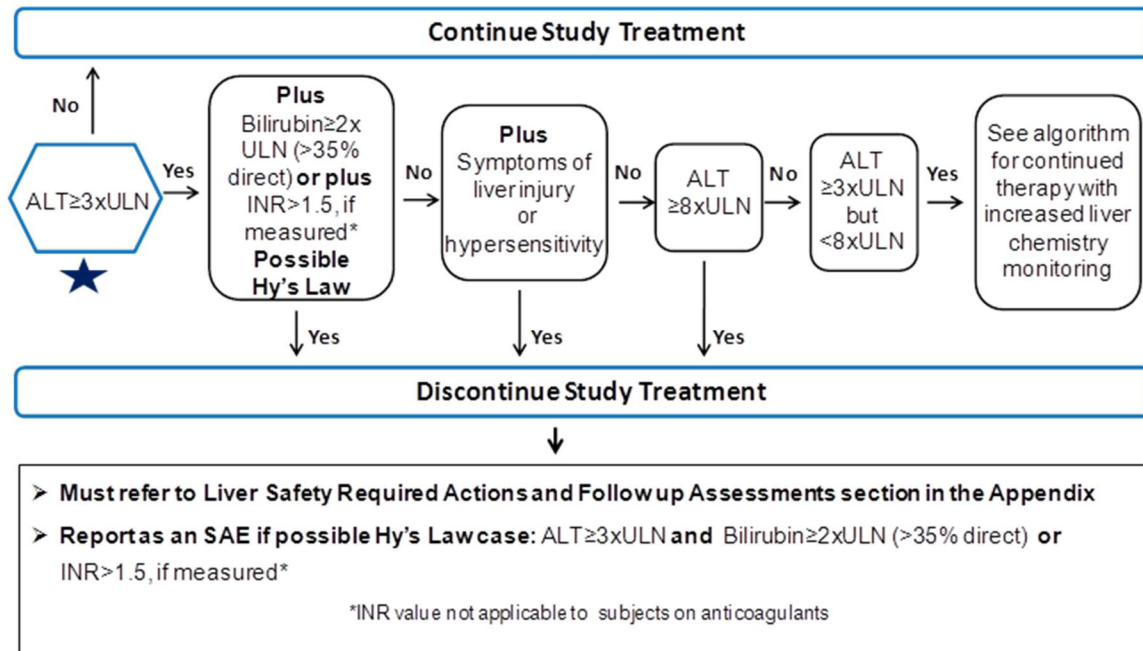 Continue Study Treatment
No
ALT≥3xULN
Yes
Plus
Bilirubin≥2x
ULN (>35%
direct) or plus
INR>1.5, if
measured*
Possible
Hy's Law
No
Plus
Symptoms of
liver injury
or
hypersensitivity
No
ALT
≥8xULN
No
ALT
≥3xULN
but
<8xULN
Yes
See algorithm
for continued
therapy with
increased liver
chemistry
monitoring
Yes
Yes
Yes
Discontinue Study Treatment
➤ Must refer to Liver Safety Required Actions and Follow up Assessments section in the Appendix
➤ Report as an SAE if possible Hy's Law case: ALT≥3xULN and Bilirubin≥2xULN (>35% direct) or
INR>1.5, if measured*
*INR value not applicable to subjects on anticoagulants